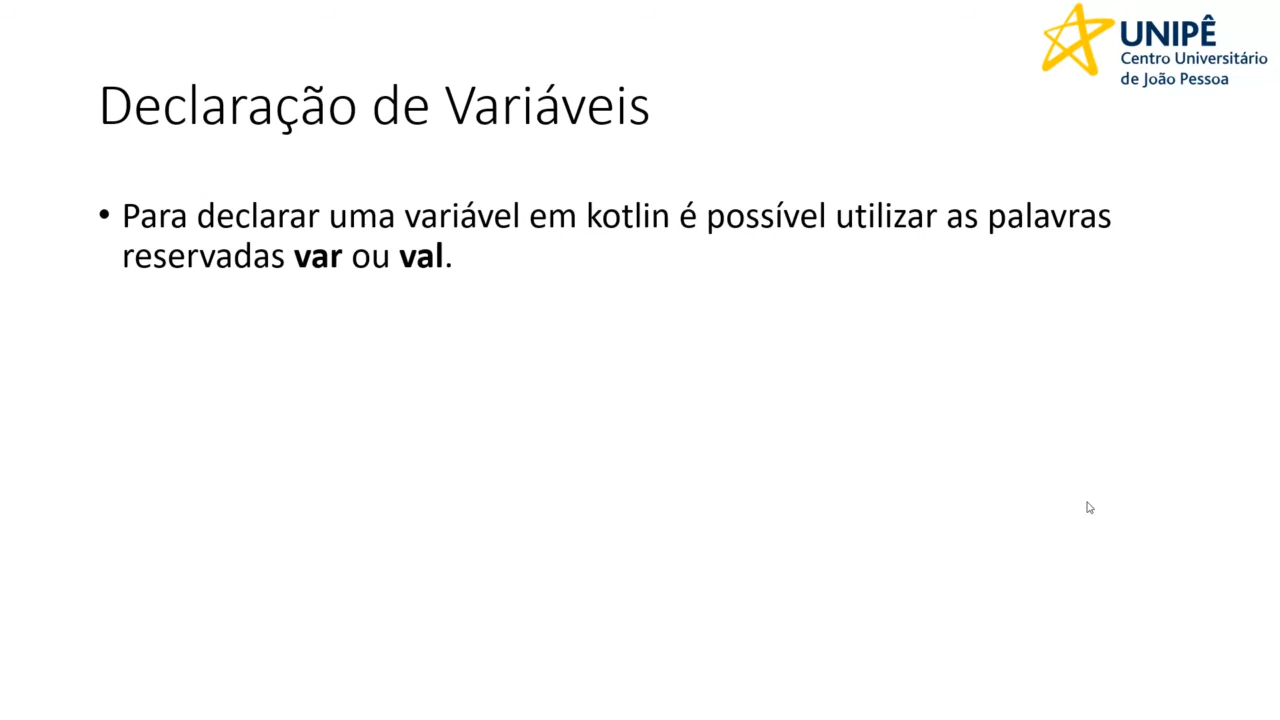 UNIPÊ
Centro Universitário
de João Pessoa
Declaração de Variáveis
• Para declarar uma variável em kotlin é possível utilizar as palavras
reservadas var ou val.